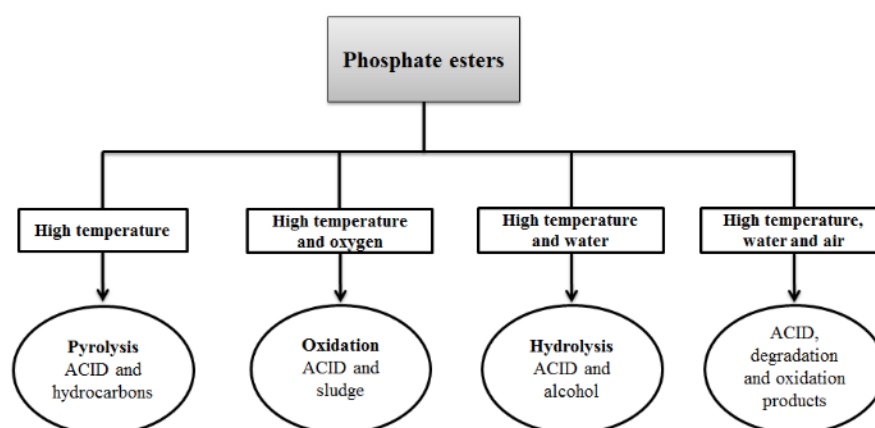 Phosphate esters
High temperature
High temperature
and oxygen
High temperature
and water
High temperature,
water and air
Pyrolysis
ACID and
hydrocarbons
Oxidation
ACID and
sludge
Hydrolysis
ACID and
alcohol
ACID,
degradation
and oxidation
products